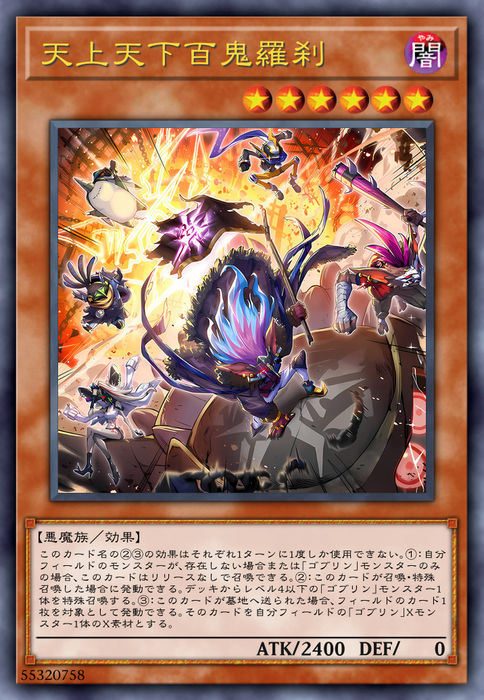 天上天下百鬼羅刹
やみ
闇
【悪魔族／効果】
このカード名の②③の効果はそれぞれ1ターンに1度しか使用できない。①:自分
フィールドのモンスターが、存在しない場合または「ゴブリン」モンスターのみ
の場合、このカードはリリースなしで召喚できる。②:このカードが召喚・特殊
召喚した場合に発動できる。デッキからレベル4以下の「ゴブリン」モンスター1
体を特殊召喚する。③:このカードが墓地へ送られた場合、フィールドのカード1
枚を対象として発動できる。そのカードを自分フィールドの「ゴブリン」Xモン
スター1体のX素材とする。
ATK/2400 DEF/ 0
55320758